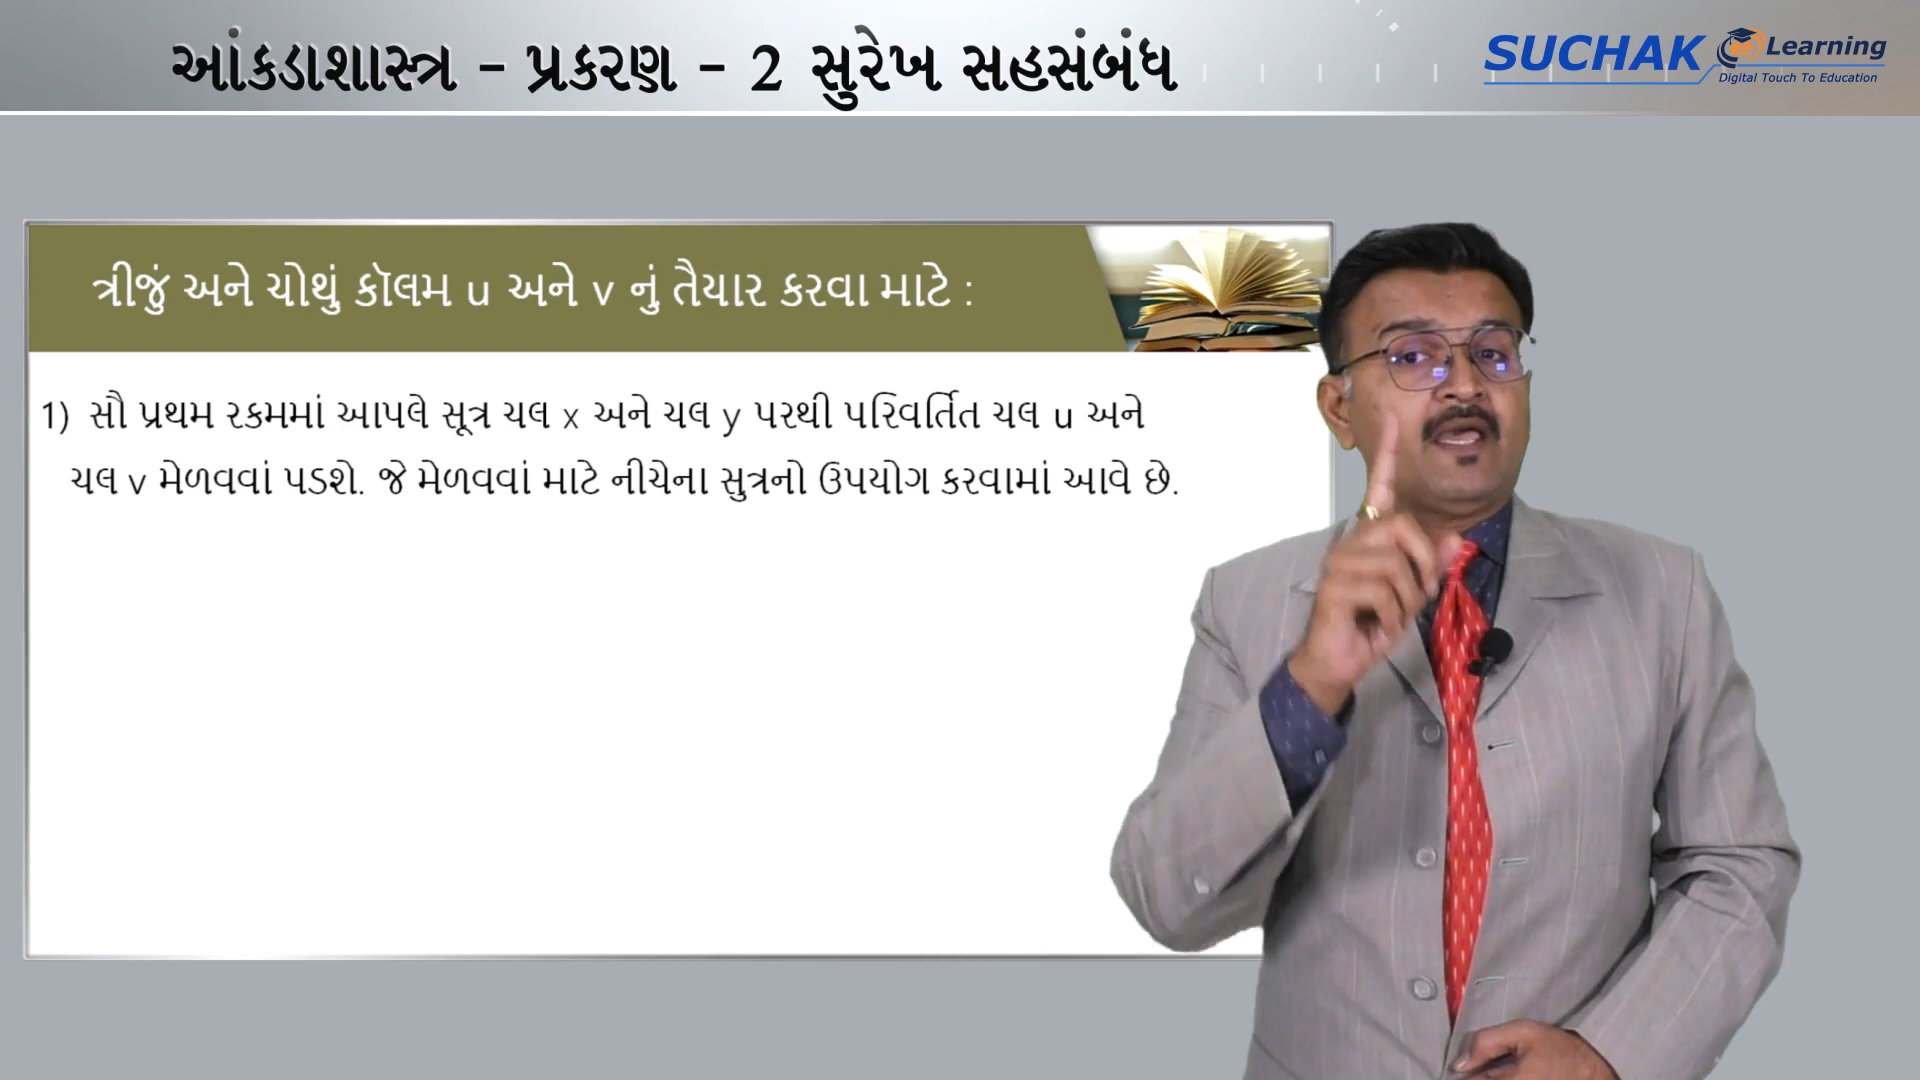 આંકડાશાસ્ત્ર - પ્રકરણ - 2 સુરેખ સહસંબંધ
SUCHAK eLearning
Digital Touch To Education
ત્રીજું અને ચોથું કૉલમ u અને v નું તૈયાર કરવા માટે :
1) સૌ પ્રથમ રકમમાં આપલે સૂત્ર ચલ x અને ચલ y પરથી પરિવર્તિત ચલ u અને
ચલ v મેળવવાં પડશે. જે મેળવવાં માટે નીચેના સુત્રનો ઉપયોગ કરવામાં આવે છે.